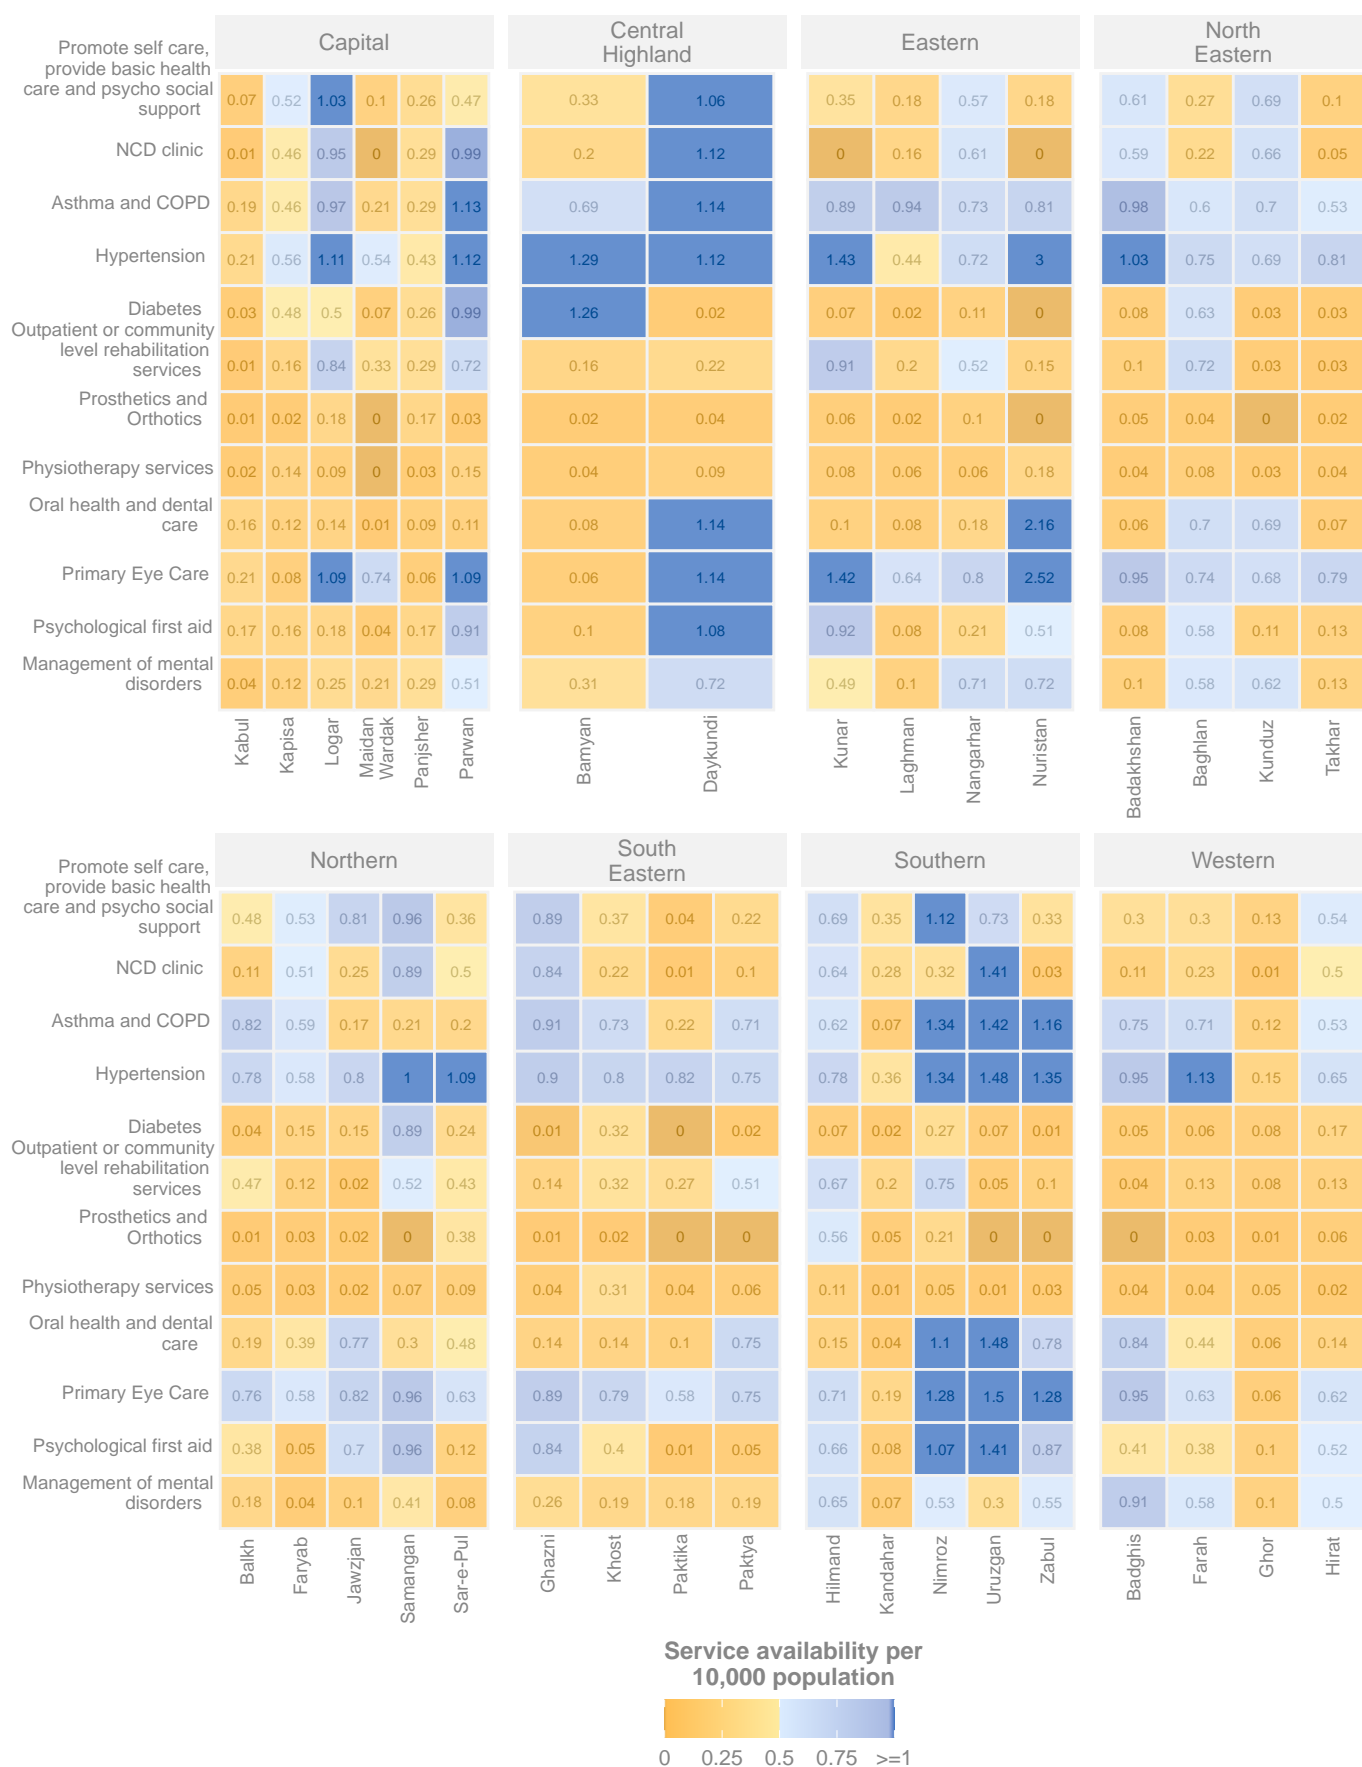 Capital
Central
Highland
Eastern
North
Eastern
Promote self care,
provide basic health
care and psycho social
support
0.07 0.52 1.03 0.1 0.26 0.47 0.33 1.06 0.35 0.18 0.57 0.18 0.61 0.27 0.69 0.1
NCD clinic 0.01 0.46 0.95 0 0.29 0.99 0.2 1.12 0 0.16 0.61 0 0.59 0.22 0.66 0.05
Asthma and COPD 0.19 0.46 0.97 0.21 0.29 1.13 0.69 1.14 0.89 0.94 0.73 0.81 0.98 0.6 0.7 0.53
Hypertension 0.21 0.56 1.11 0.54 0.43 1.12 1.29 1.12 1.43 0.44 0.72 3 1.03 0.75 0.69 0.81
Diabetes 0.03 0.48 0.5 0.07 0.26 0.99 1.26 0.02 0.07 0.02 0.11 0 0.08 0.63 0.03 0.03
Outpatient or community
level rehabilitation
services
0.01 0.16 0.84 0.33 0.29 0.72 0.16 0.22 0.91 0.2 0.52 0.15 0.1 0.72 0.03 0.03
Prosthetics and
Orthotics
0.01 0.02 0.18 0 0.17 0.03 0.02 0.04 0.06 0.02 0.1 0 0.05 0.04 0 0.02
Physiotherapy services 0.02 0.14 0.09 0 0.03 0.15 0.04 0.09 0.08 0.06 0.06 0.18 0.04 0.08 0.03 0.04
Oral health and dental
care
0.16 0.12 0.14 0.01 0.09 0.11 0.08 1.14 0.1 0.08 0.18 2.16 0.06 0.7 0.69 0.07
Primary Eye Care 0.21 0.08 1.09 0.74 0.06 1.09 0.06 1.14 1.42 0.64 0.8 2.52 0.95 0.74 0.68 0.79
Psychological first aid 0.17 0.16 0.18 0.04 0.17 0.91 0.1 1.08 0.92 0.08 0.21 0.51 0.08 0.58 0.11 0.13
Management of mental
disorders
0.04 0.12 0.25 0.21 0.29 0.51 0.31 0.72 0.49 0.1 0.71 0.72 0.1 0.58 0.62 0.13
Kabul
Kapisa
Logar
Maidan
Wardak
Panjsher
Parwan
Bamyan
Daykundi
Kunar
Laghman
Nangarhar
Nuristan
Badakhshan
Baghlan
Kunduz
Takhar
Northern
South
Eastern
Southern
Western
Promote self care,
provide basic health
care and psycho social
support
0.48 0.53 0.81 0.96 0.36 0.89 0.37 0.04 0.22 0.69 0.35 1.12 0.73 0.33 0.3 0.3 0.13 0.54
NCD clinic 0.11 0.51 0.25 0.89 0.5 0.84 0.22 0.01 0.1 0.64 0.28 0.32 1.41 0.03 0.11 0.23 0.01 0.5
Asthma and COPD 0.82 0.59 0.17 0.21 0.2 0.91 0.73 0.22 0.71 0.62 0.07 1.34 1.42 1.16 0.75 0.71 0.12 0.53
Hypertension 0.78 0.58 0.8 1 1.09 0.9 0.8 0.82 0.75 0.78 0.36 1.34 1.48 1.35 0.95 1.13 0.15 0.65
Diabetes 0.04 0.15 0.15 0.89 0.24 0.01 0.32 0 0.02 0.07 0.02 0.27 0.07 0.01 0.05 0.06 0.08 0.17
Outpatient or community
level rehabilitation
services
0.47 0.12 0.02 0.52 0.43 0.14 0.32 0.27 0.51 0.67 0.2 0.75 0.05 0.1 0.04 0.13 0.08 0.13
Prosthetics and
Orthotics
0.01 0.03 0.02 0 0.38 0.01 0.02 0 0 0.56 0.05 0.21 0 0 0 0.03 0.01 0.06
Physiotherapy services 0.05 0.03 0.02 0.07 0.09 0.04 0.31 0.04 0.06 0.11 0.01 0.05 0.01 0.03 0.04 0.04 0.05 0.02
Oral health and dental
care
0.19 0.39 0.77 0.3 0.48 0.14 0.14 0.1 0.75 0.15 0.04 1.1 1.48 0.78 0.84 0.44 0.06 0.14
Primary Eye Care 0.76 0.58 0.82 0.96 0.63 0.89 0.79 0.58 0.75 0.71 0.19 1.28 1.5 1.28 0.95 0.63 0.06 0.62
Psychological first aid 0.38 0.05 0.7 0.96 0.12 0.84 0.4 0.01 0.05 0.66 0.08 1.07 1.41 0.87 0.41 0.38 0.1 0.52
Management of mental
disorders
0.18 0.04 0.1 0.41 0.08 0.26 0.19 0.18 0.19 0.65 0.07 0.53 0.3 0.55 0.91 0.58 0.1 0.5
Balkh
Faryab
Jawzjan
Samangan
Sar-e-Pul
Ghazni
Khost
Paktika
Paktya
Hilmand
Kandahar
Nimroz
Uruzgan
Zabul
Badghis
Farah
Ghor
Hirat
Service availability per
10,000 population
0 0.25 0.5 0.75 >=1